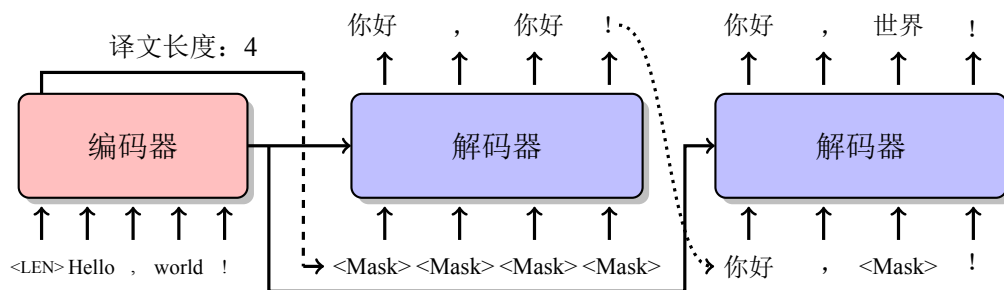 你好 , 你好 ! 你好 , 世界 !
译文长度：4
编码器 解码器 解码器
<LEN> Hello , world ! <Mask> <Mask> <Mask> <Mask> 你好 , <Mask> !